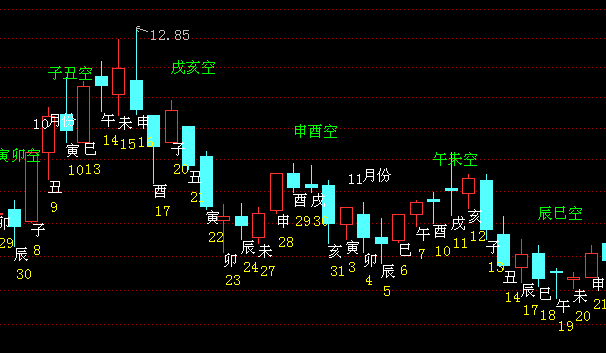 12.85
子丑空
戌亥空
10月份
申酉空
寅卯空
午未空
11月份
辰巳空
29
辰
30
子
8
丑
9
寅
10
巳
13
午
14
未
15
申
酉
17
子
20
丑
寅
22
卯
23
辰
24
未
27
申
28
酉
29
戌
30
亥
31
寅
3
卯
4
辰
5
巳
6
午
7
酉
10
戌
11
亥
12
子
13
丑
14
辰
17
巳
18
午
19
未
20
申
21